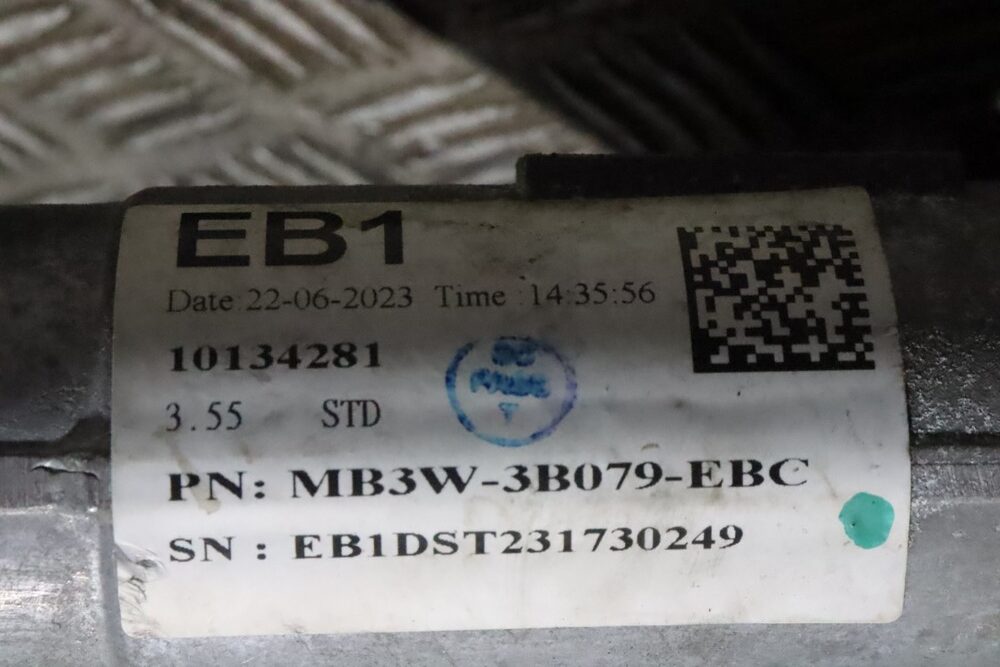 EB1
Date:22-06-2023 Time :14:35:56
10134281
3.55 STD
PN: MB3W-3B079-EBC
SN : EB1DST231730249